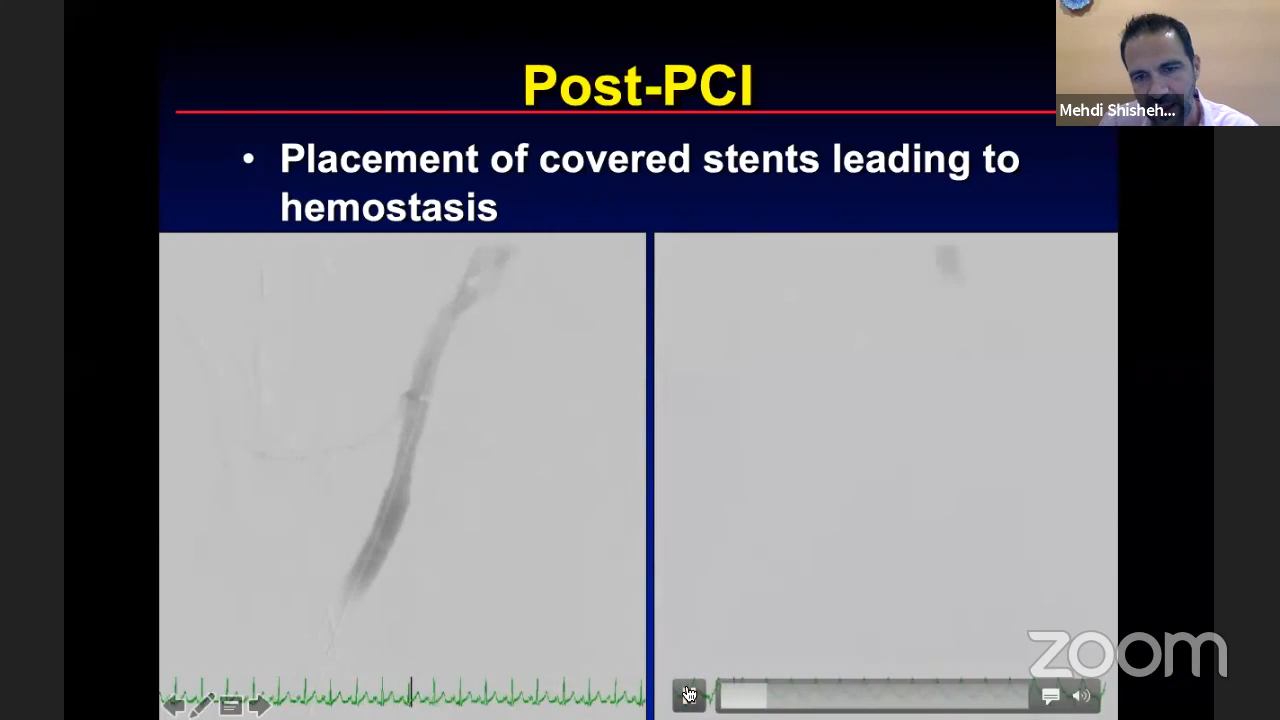 Post-PCI
Mehdi Shisheh...
• Placement of covered stents leading to
hemostasis
zoom